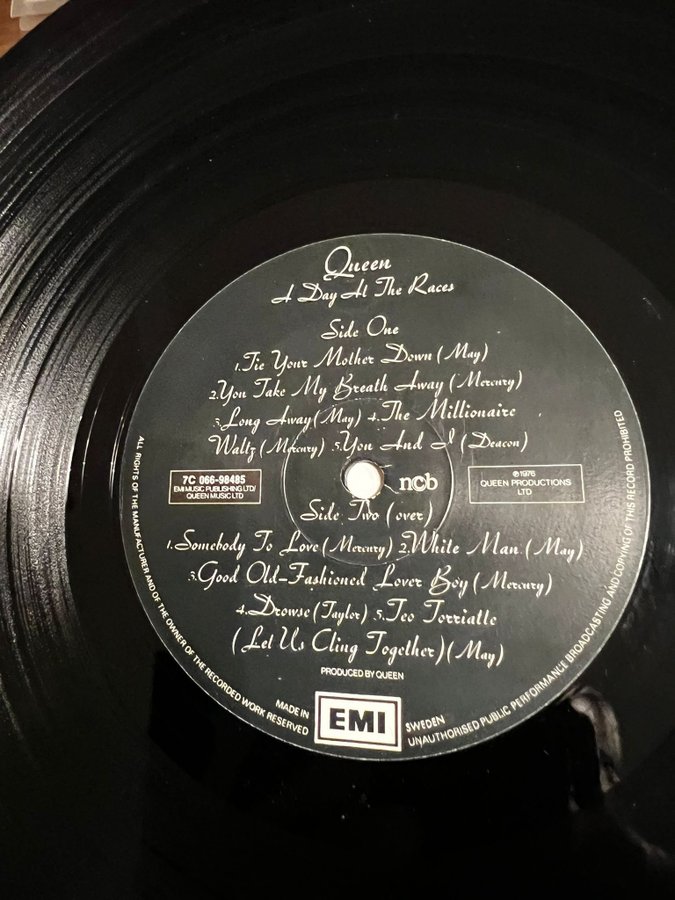 Queen
A Day At The Races
Side One
1.Tie Your Mother Down (May)
2.You Take My Breath Away (Mercury)
3.Long Away (May) 4.The Millionaire
Waltz (Mercury) 5.You And I (Deacon)
7C 066-98485
EMI MUSIC PUBLISHING LTD/
QUEEN MUSIC LTD
ncb
℗1976
QUEEN PRODUCTIONS
LTD
Side Two (over)
1.Somebody To Love (Mercury) 2.White Man (May)
3.Good Old-Fashioned Lover Boy (Mercury)
4.Drowse (Taylor) 5.Teo Torriatte
(Let Us Cling Together) (May)
PRODUCED BY QUEEN
MADE IN
EMI
SWEDEN
ALL RIGHTS OF THE MANUFACTURER AND OF THE OWNER OF THE RECORDED WORK RESERVED
UNAUTHORISED PUBLIC PERFORMANCE BROADCASTING AND COPYING OF THIS RECORD PROHIBITED